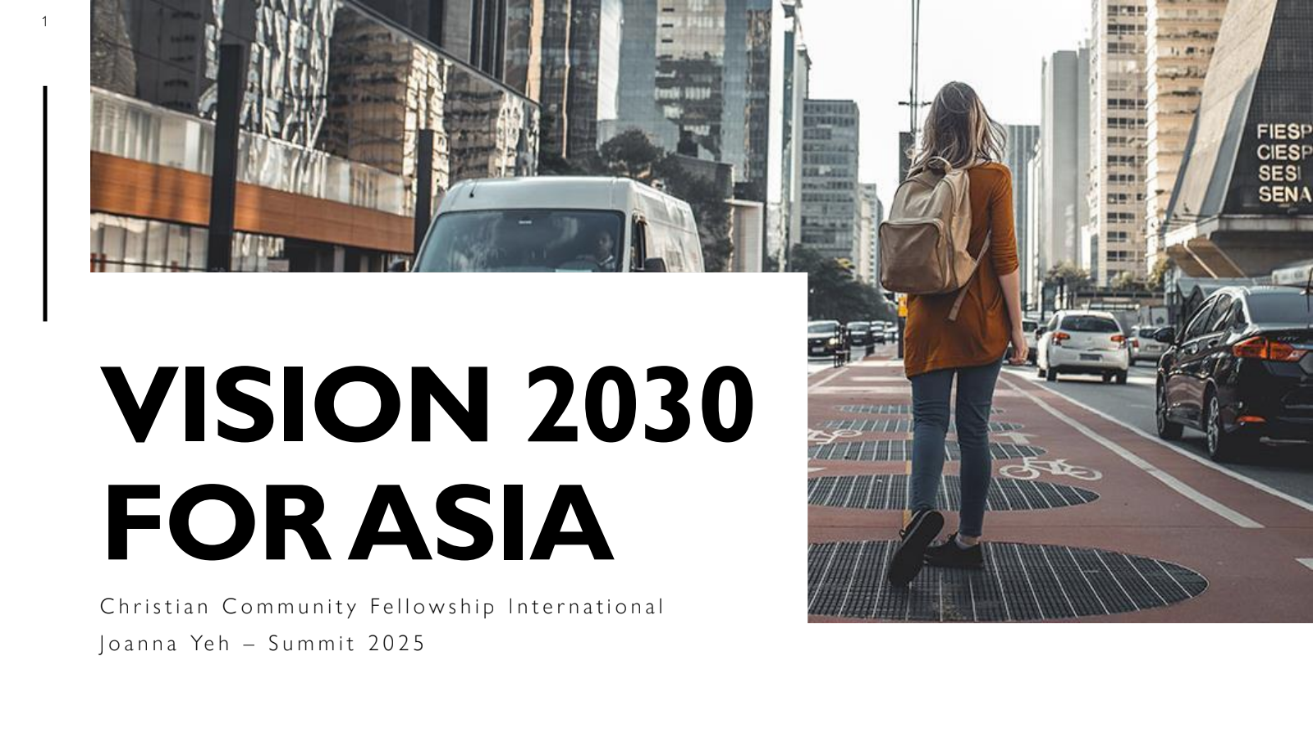 1
FIESP
CIESP
SESI
SENA
VISION 2030
FOR ASIA
Christian Community Fellowship International
Joanna Yeh – Summit 2025